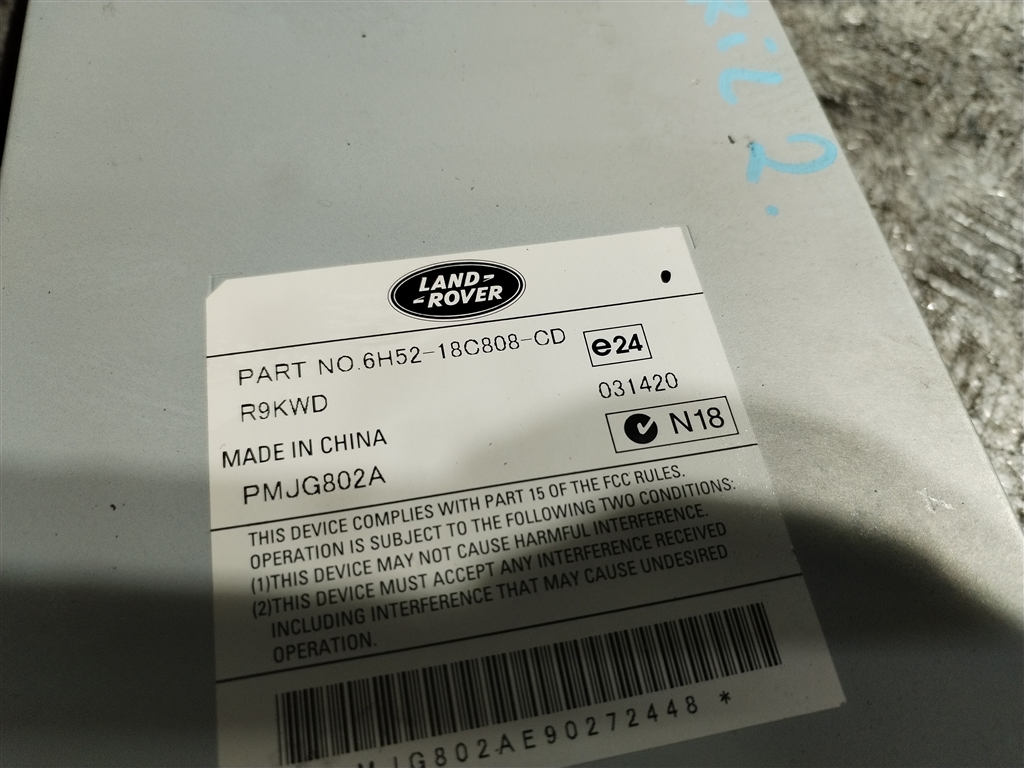 LAND-
-ROVER
PART NO.6H52-18C808-CD
e24
R9KWD
031420
MADE IN CHINA
N18
PMJG802A
THIS DEVICE COMPLIES WITH PART 15 OF THE FCC RULES.
OPERATION IS SUBJECT TO THE FOLLOWING TWO CONDITIONS:
(1)THIS DEVICE MAY NOT CAUSE HARMFUL INTERFERENCE.
(2)THIS DEVICE MUST ACCEPT ANY INTERFERENCE RECEIVED
INCLUDING INTERFERENCE THAT MAY CAUSE UNDESIRED
OPERATION.
MJG802AE90272448 *
2.